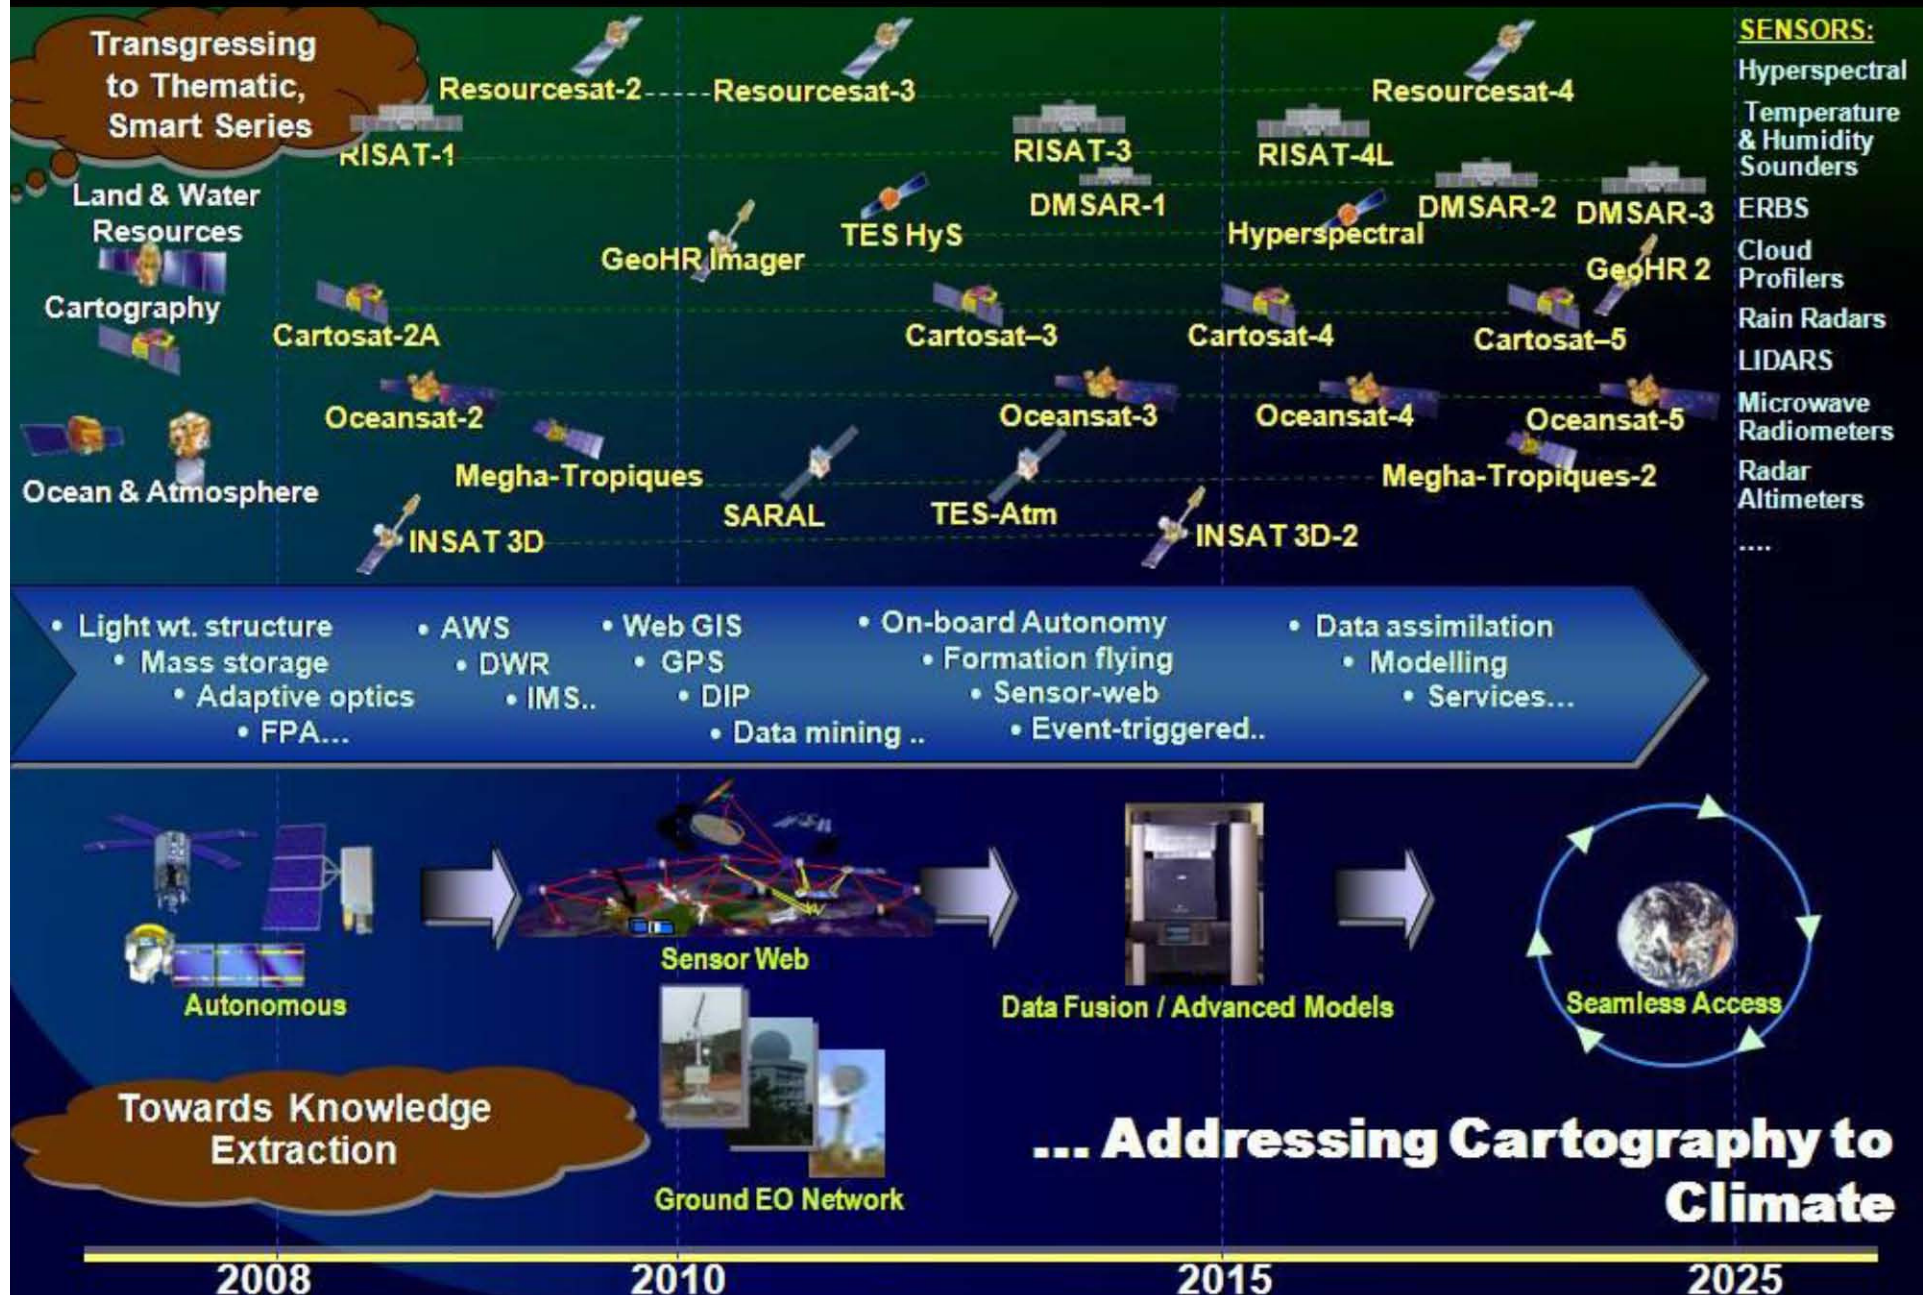 Transgressing
to Thematic,
Smart Series
Resourcesat-2
Resourcesat-3
Resourcesat-4
RISAT-1
RISAT-3
RISAT-4L
Land & Water
Resources
DMSAR-1
DMSAR-2
DMSAR-3
TES HyS
Hyperspectral
GeoHR Imager
GeoHR 2
Cartography
Cartosat-2A
Cartosat–3
Cartosat-4
Cartosat–5
Oceansat-2
Oceansat-3
Oceansat-4
Oceansat-5
Megha-Tropiques
Megha-Tropiques-2
Ocean & Atmosphere
SARAL
TES-Atm
INSAT 3D
INSAT 3D-2
SENSORS:
Hyperspectral
Temperature
& Humidity
Sounders
ERBS
Cloud
Profilers
Rain Radars
LIDARS
Microwave
Radiometers
Radar
Altimeters
....
• Light wt. structure
• Mass storage
• Adaptive optics
• FPA...
• AWS
• DWR
• IMS..
• Web GIS
• GPS
• DIP
• Data mining ..
• On-board Autonomy
• Formation flying
• Sensor-web
• Event-triggered..
• Data assimilation
• Modelling
• Services...
Autonomous
Sensor Web
Data Fusion / Advanced Models
Seamless Access
Towards Knowledge
Extraction
Ground EO Network
... Addressing Cartography to
Climate
2008
2010
2015
2025